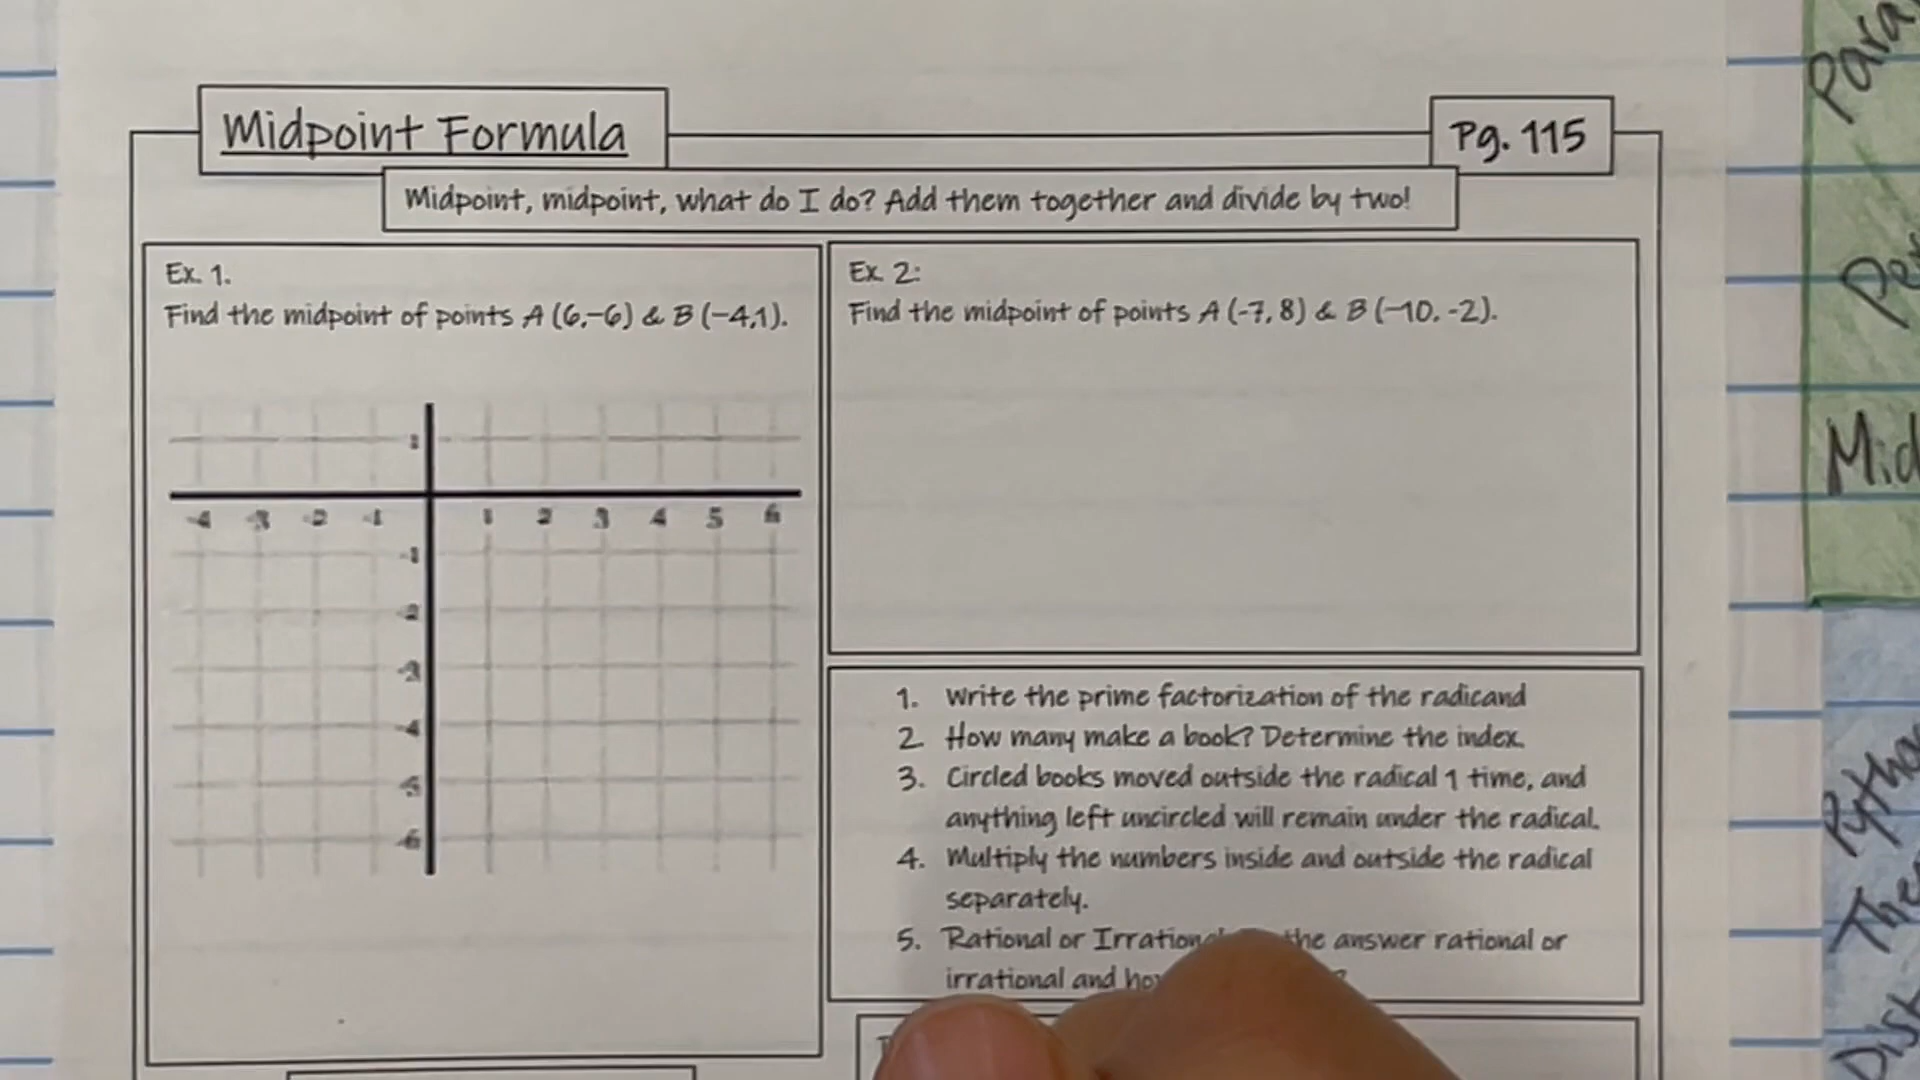 Midpoint Formula
Pg. 115
Midpoint, midpoint, what do I do? Add them together and divide by two!
Ex. 1.
Find the midpoint of points A (6,-6) & B (-4,1).
1
-4 -3 -2 -1 1 2 3 4 5 6
-1
-2
-3
-4
-5
-6
Ex. 2:
Find the midpoint of points A (-7, 8) & B (-10, -2).
1. Write the prime factorization of the radicand
2. How many make a book? Determine the index.
3. Circled books moved outside the radical 1 time, and
anything left uncircled will remain under the radical.
4. Multiply the numbers inside and outside the radical
separately.
5. Rational or the answer rational or
irrational and
Mid